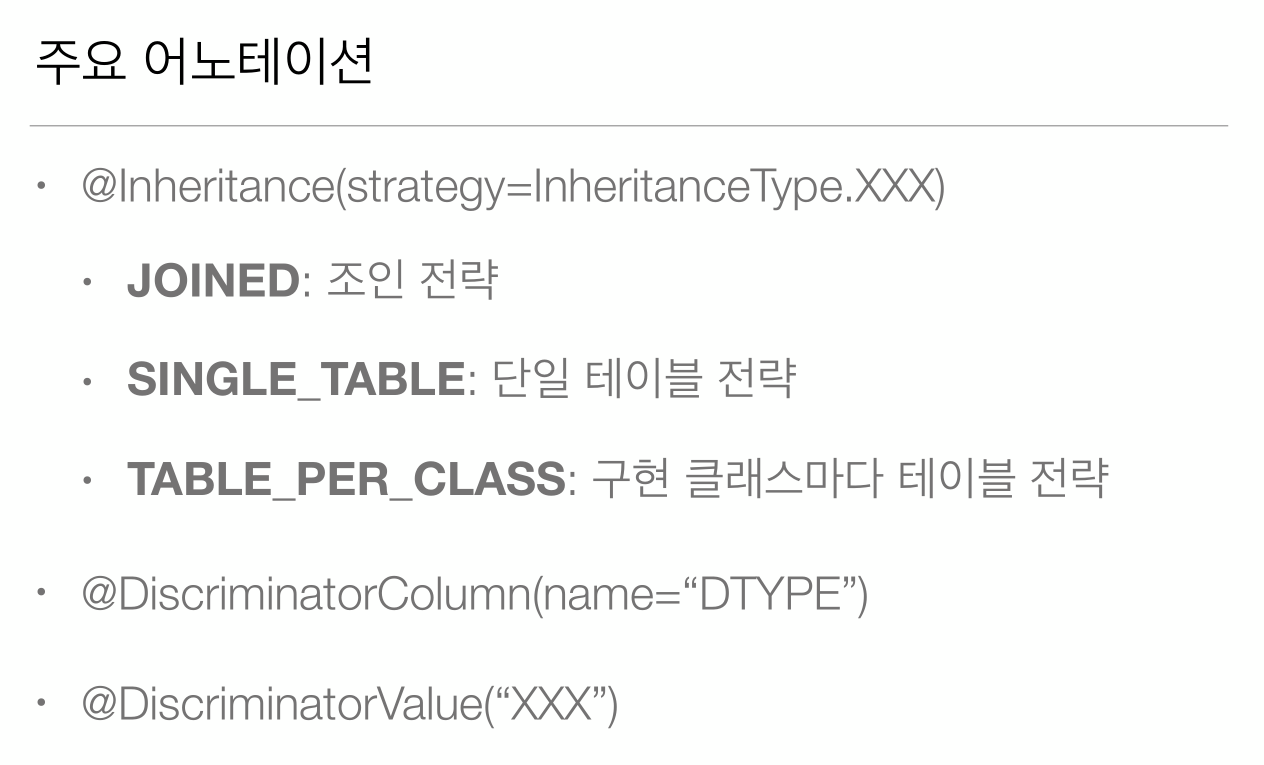 주요 어노테이션
• @Inheritance(strategy=InheritanceType.XXX)
• JOINED: 조인 전략
• SINGLE_TABLE: 단일 테이블 전략
• TABLE_PER_CLASS: 구현 클래스마다 테이블 전략
• @DiscriminatorColumn(name=“DTYPE”)
• @DiscriminatorValue(“XXX”)